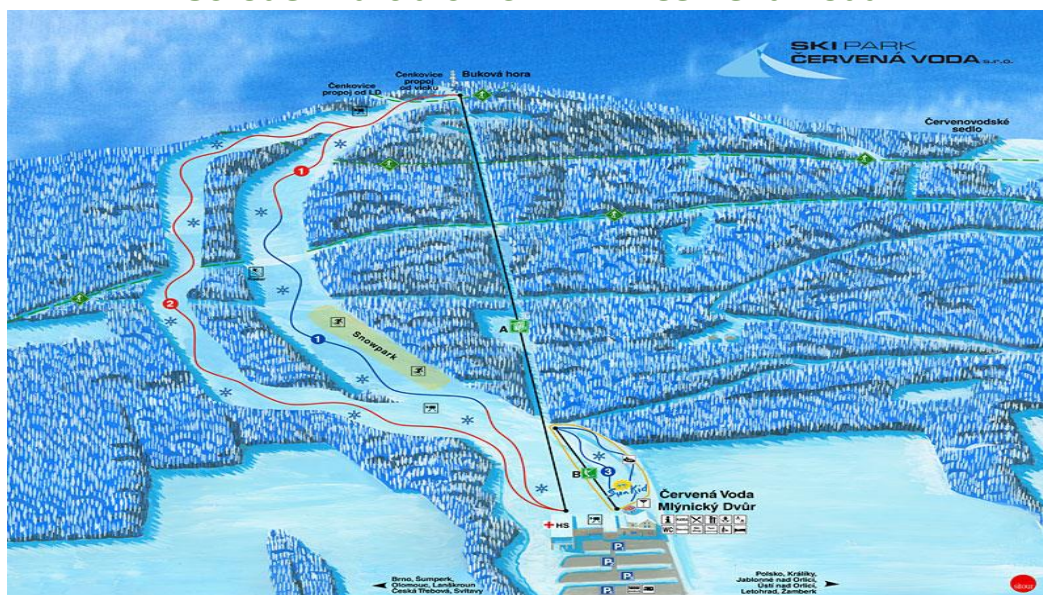 SKI PARK
ČERVENÁ VODA s.r.o.
Čenkovice
propoj
od vleku
Buková hora
Čenkovice
propoj od LD
Červenovodské
sedlo
1
2
A
1
Snowpark
B
3
SunKid
Červená Voda
Mlýnický Dvůr
HS
WC
P
P
P
P
Brno, Šumperk,
Olomouc, Lanškroun
Česká Třebová, Svitavy
Polsko, Králíky,
Jablonné nad Orlicí,
Ústí nad Orlicí,
Letohrad, Žamberk